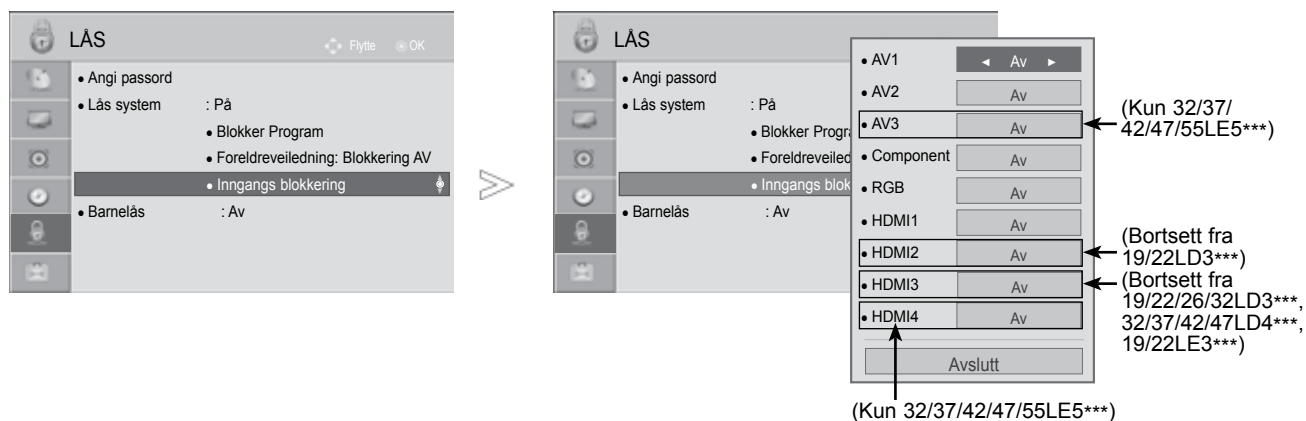 LÅS
Flytte OK
• Angi passord
• Lås system : På
• Blokker Program
• Foreldreveiledning: Blokkering AV
• Inngangs blokkering
• Barnelås : Av
LÅS
• Angi passord
• Lås system : På
• Blokker Progra
• Foreldreveiled
• Inngangs blok
• Barnelås : Av
• AV1 ◄ Av ►
• AV2 Av
• AV3 Av
• Component Av
• RGB Av
• HDMI1 Av
• HDMI2 Av
• HDMI3 Av
• HDMI4 Av
Avslutt
(Kun 32/37/
42/47/55LE5***)
(Bortsett fra
19/22LD3***)
(Bortsett fra
19/22/26/32LD3***,
32/37/42/47LD4***,
19/22LE3***)
(Kun 32/37/42/47/55LE5***)